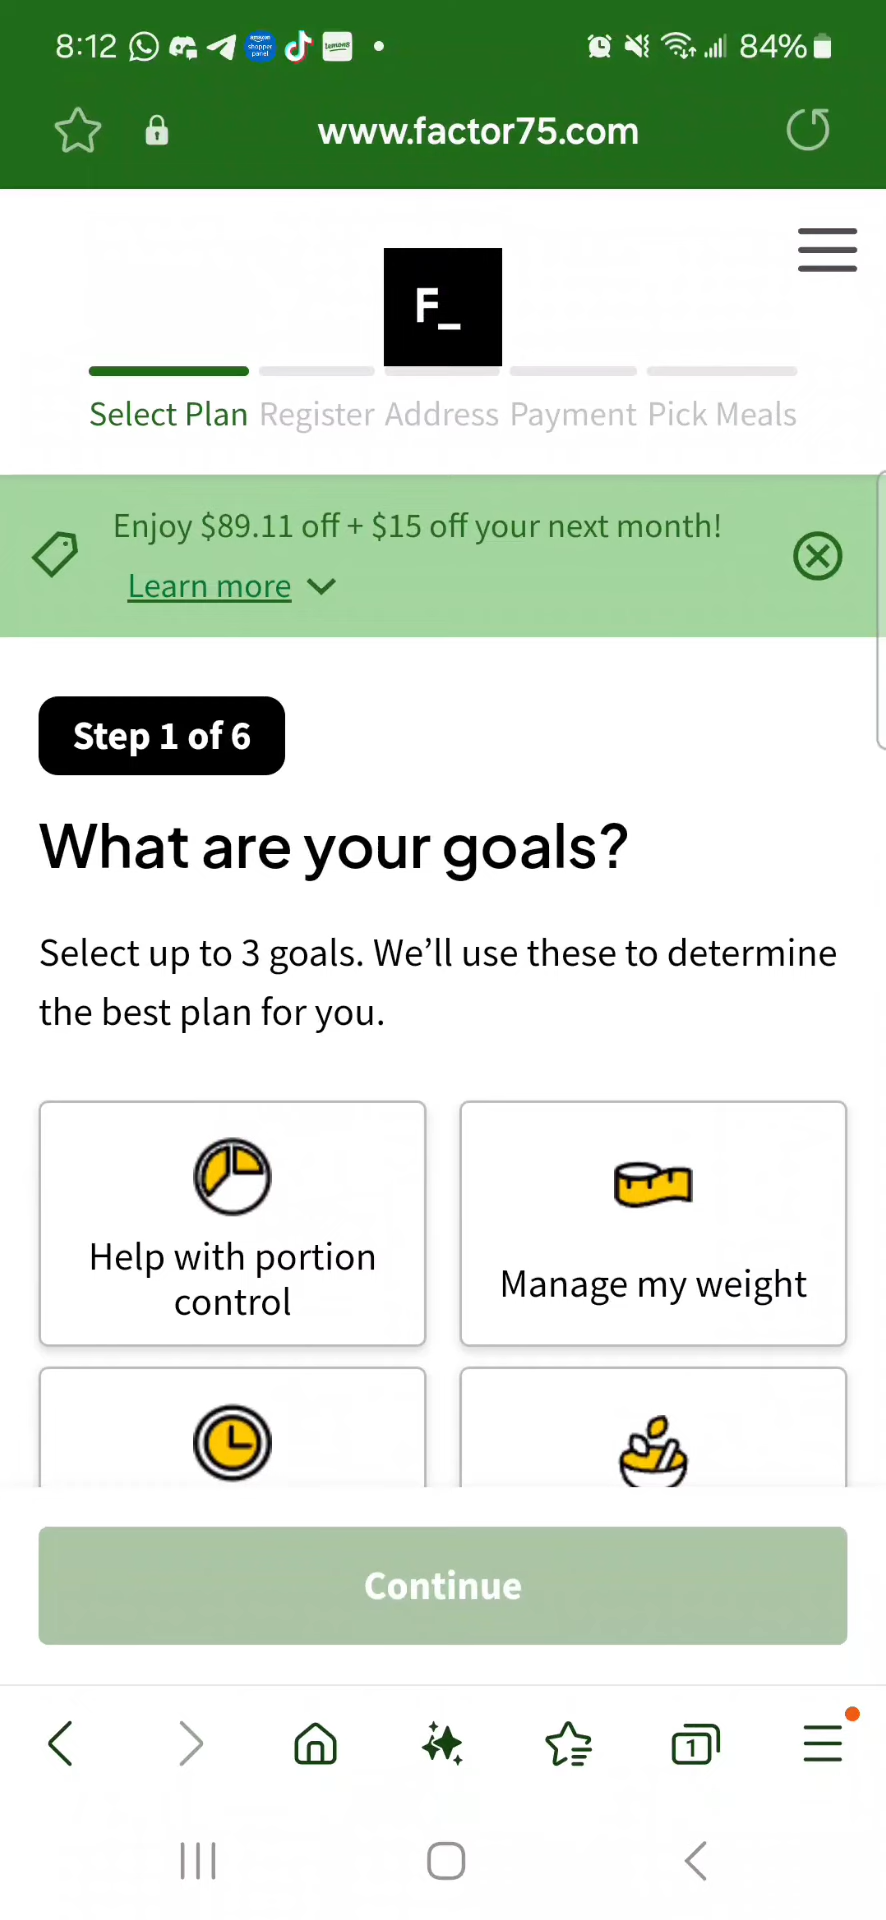 8:12
84%
www.factor75.com
F_
Select Plan Register Address Payment Pick Meals
Enjoy $89.11 off + $15 off your next month!
Learn more
Step 1 of 6
What are your goals?
Select up to 3 goals. We’ll use these to determine
the best plan for you.
Help with portion
control
Manage my weight
Continue
1